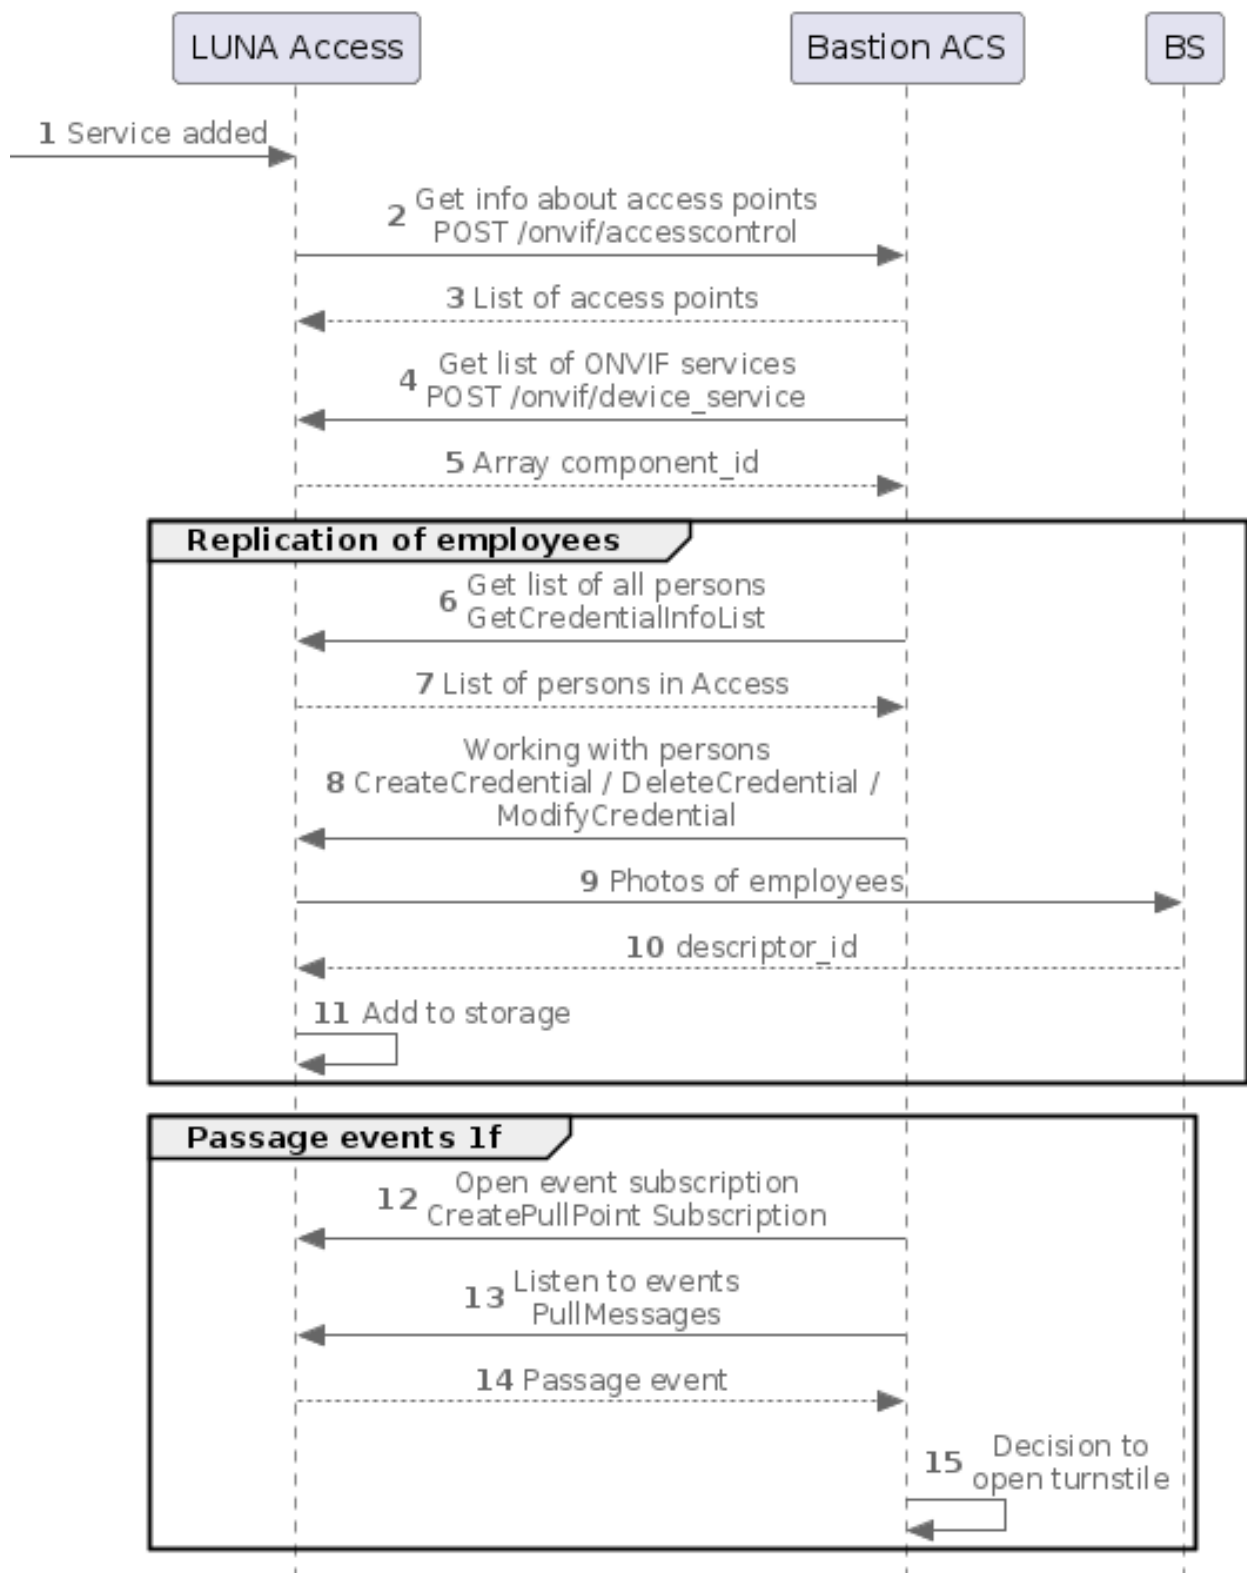 LUNA Access
Bastion ACS
BS
1 Service added
Get info about access points
2
POST /onvif/accesscontrol
3 List of access points
Get list of ONVIF services
4
POST /onvif/device_service
5 Array component_id
Replication of employees
Get list of all persons
6
GetCredentialInfoList
7 List of persons in Access
Working with persons
8 CreateCredential / DeleteCredential /
ModifyCredential
9 Photos of employees
10 descriptor_id
11 Add to storage
Passage events 1f
Open event subscription
12
CreatePullPoint Subscription
Listen to events
13
PullMessages
14 Passage event
Decision to
15
open turnstile